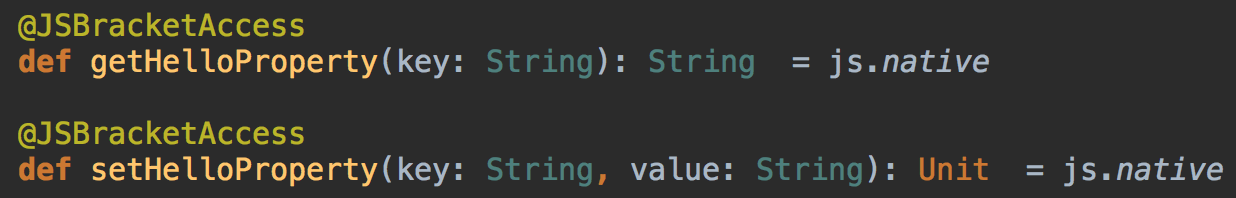 @JSBracketAccess
def getHelloProperty(key: String): String  = js.native
@JSBracketAccess
def setHelloProperty(key: String, value: String): Unit  = js.native